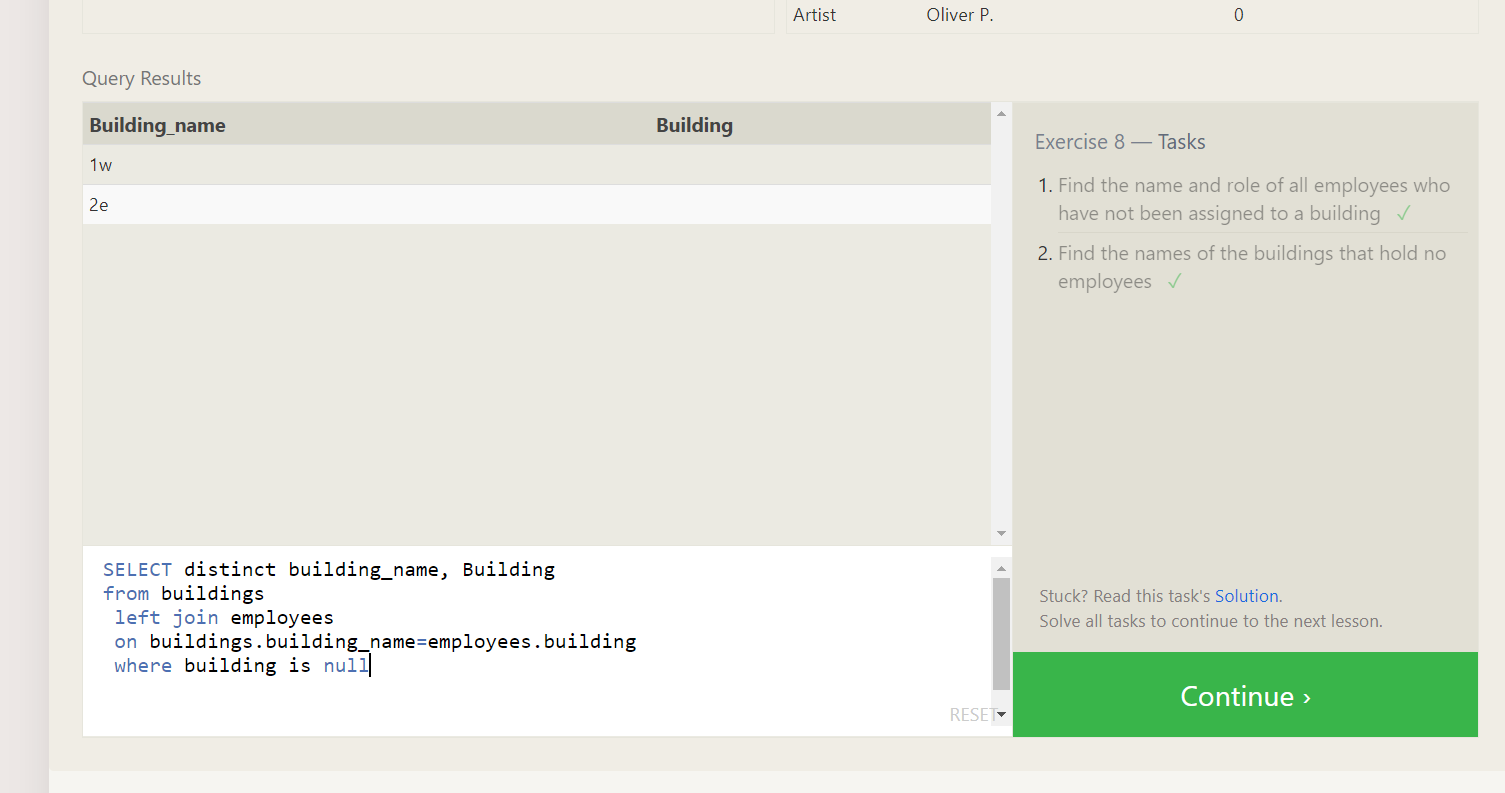 Artist Oliver P. 0
Query Results
Building_name Building
1w
2e
Exercise 8 — Tasks
1. Find the name and role of all employees who
have not been assigned to a building ✓
2. Find the names of the buildings that hold no
employees ✓
SELECT distinct building_name, Building
from buildings
left join employees
on buildings.building_name=employees.building
where building is null
RESET
Stuck? Read this task's Solution.
Solve all tasks to continue to the next lesson.
Continue ›